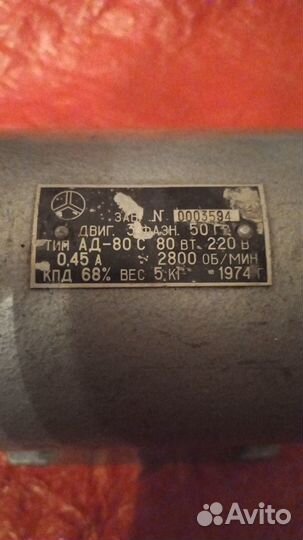 ЗАВ. N. 0003594
ДВИГ. 3 ФАЗН. 50 ГЦ
ТИП АД-80 С 80 ВТ. 220 В
0,45 А ~ 2800 ОБ/МИН
КПД 68% ВЕС 5 КГ 1974 г
Avito